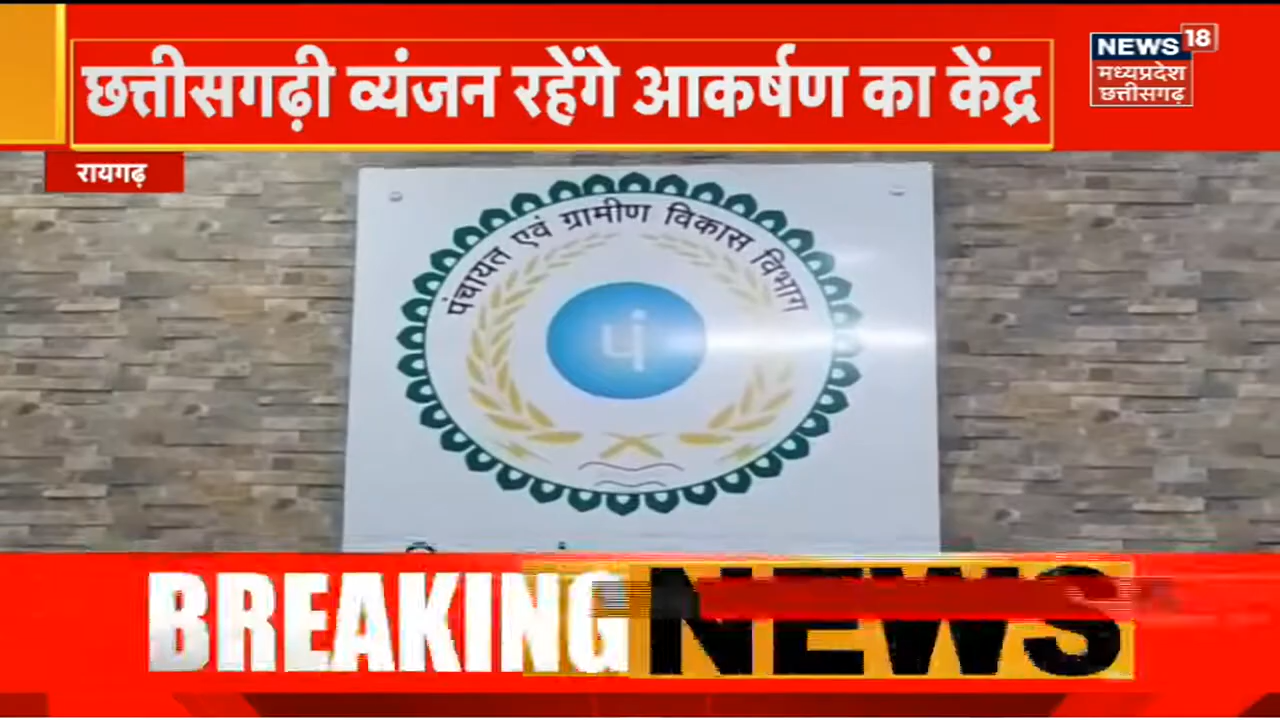 छत्तीसगढ़ी व्यंजन रहेंगे आकर्षण का केंद्र
NEWS 18
मध्यप्रदेश
छत्तीसगढ़
रायगढ़
पंचायत एवं ग्रामीण विकास विभाग
पं
BREAKING NEWS